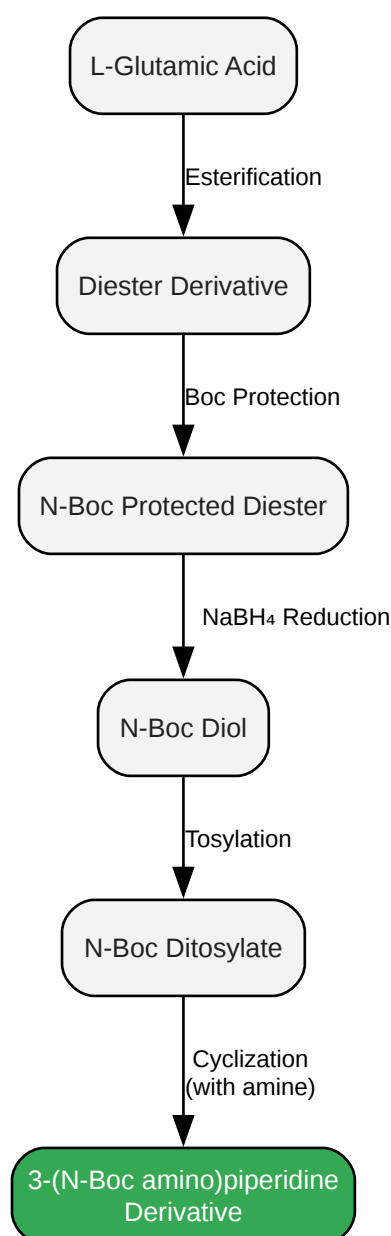 L-Glutamic Acid
Esterification
Diester Derivative
Boc Protection
N-Boc Protected Diester
NaBH₄ Reduction
N-Boc Diol
Tosylation
N-Boc Ditosylate
Cyclization
(with amine)
3-(N-Boc amino)piperidine
Derivative